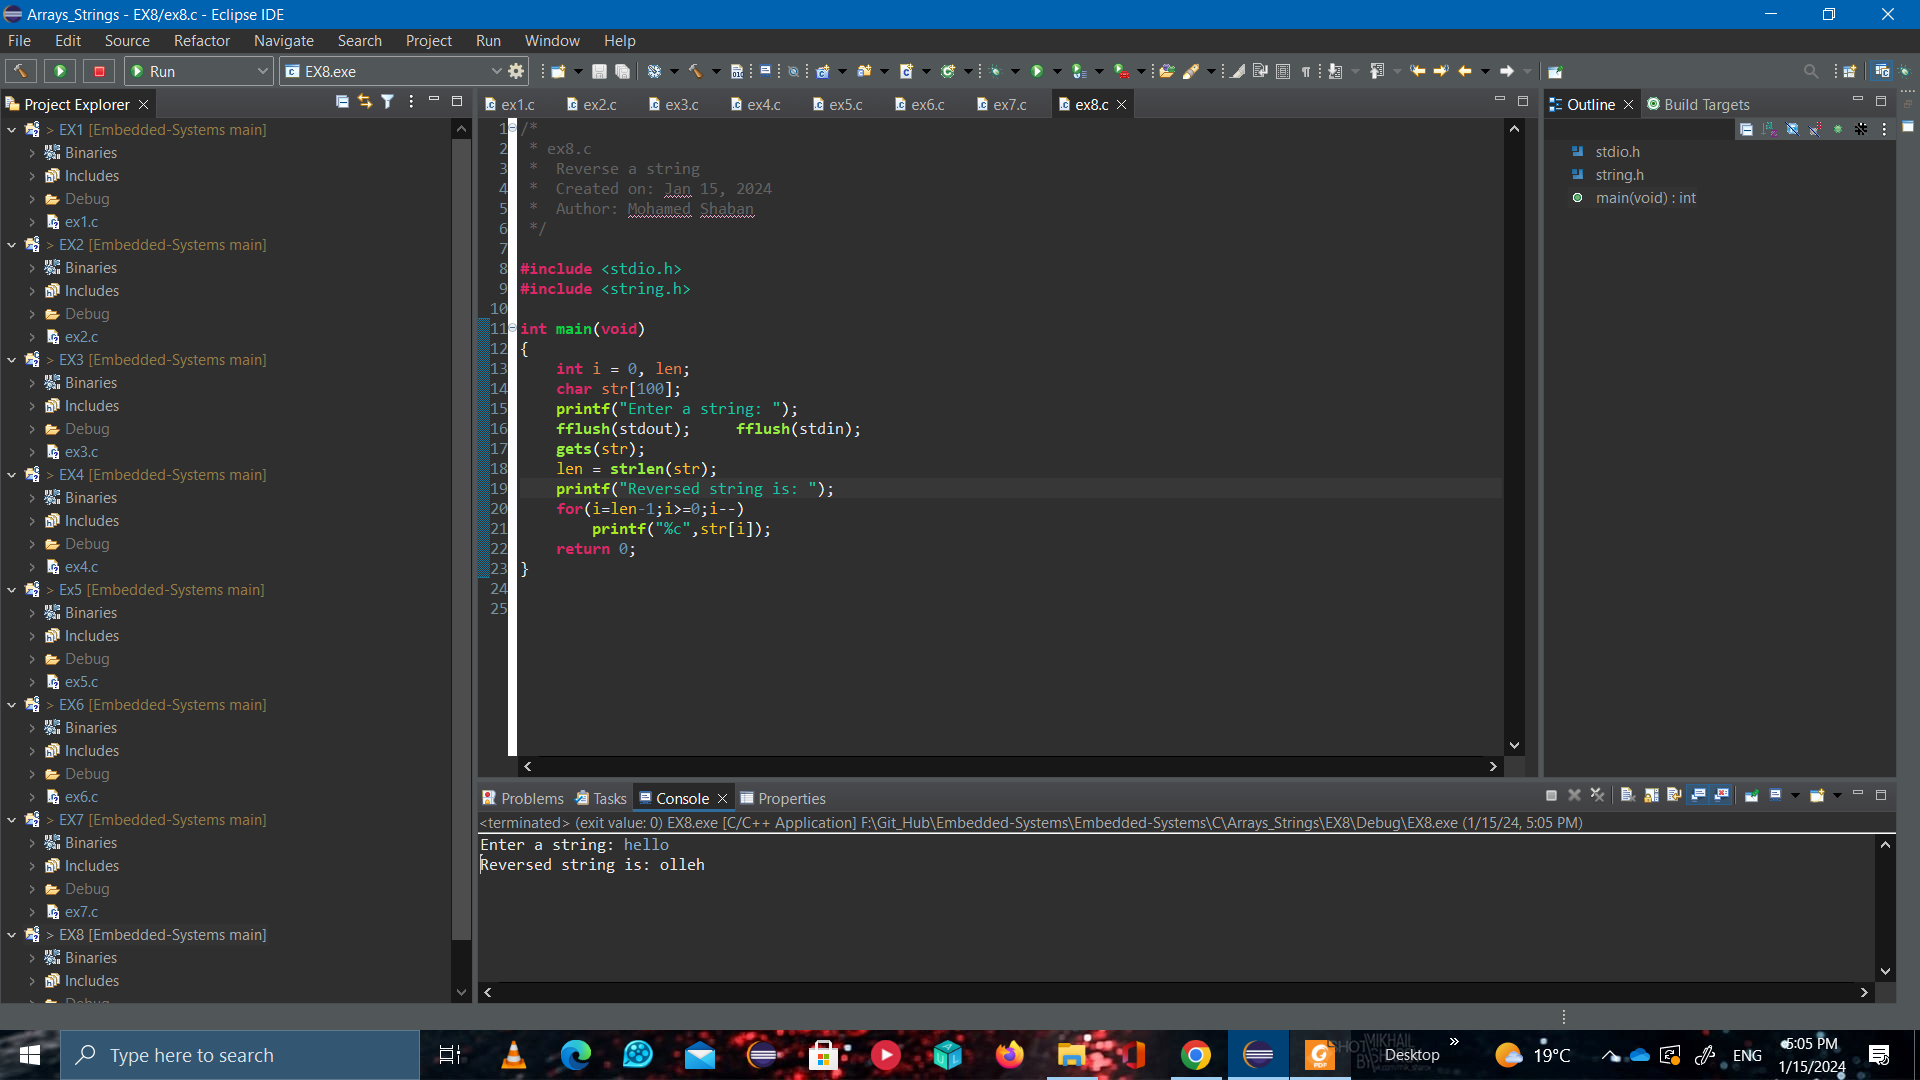 Arrays_Strings - EX8/ex8.c - Eclipse IDE
File Edit Source Refactor Navigate Search Project Run Window Help
Run EX8.exe
Project Explorer
> EX1 [Embedded-Systems main]
Binaries
Includes
Debug
ex1.c
> EX2 [Embedded-Systems main]
Binaries
Includes
Debug
ex2.c
> EX3 [Embedded-Systems main]
Binaries
Includes
Debug
ex3.c
> EX4 [Embedded-Systems main]
Binaries
Includes
Debug
ex4.c
> Ex5 [Embedded-Systems main]
Binaries
Includes
Debug
ex5.c
> EX6 [Embedded-Systems main]
Binaries
Includes
Debug
ex6.c
> EX7 [Embedded-Systems main]
Binaries
Includes
Debug
ex7.c
> EX8 [Embedded-Systems main]
Binaries
Includes
Debug
ex1.c ex2.c ex3.c ex4.c ex5.c ex6.c ex7.c ex8.c
1 /*
2 * ex8.c
3 * Reverse a string
4 * Created on: Jan 15, 2024
5 * Author: Mohamed Shaban
6 */
7
8 #include <stdio.h>
9 #include <string.h>
10
11 int main(void)
12 {
13 int i = 0, len;
14 char str[100];
15 printf("Enter a string: ");
16 fflush(stdout); fflush(stdin);
17 gets(str);
18 len = strlen(str);
19 printf("Reversed string is: ");
20 for(i=len-1;i>=0;i--)
21 printf("%c",str[i]);
22 return 0;
23 }
24
25
Outline Build Targets
stdio.h
string.h
main(void) : int
Problems Tasks Console Properties
<terminated> (exit value: 0) EX8.exe [C/C++ Application] F:\Git_Hub\Embedded-Systems\Embedded-Systems\C\Arrays_Strings\EX8\Debug\EX8.exe (1/15/24, 5:05 PM)
Enter a string: hello
Reversed string is: olleh
Type here to search
Desktop
19°C
ENG
5:05 PM
1/15/2024